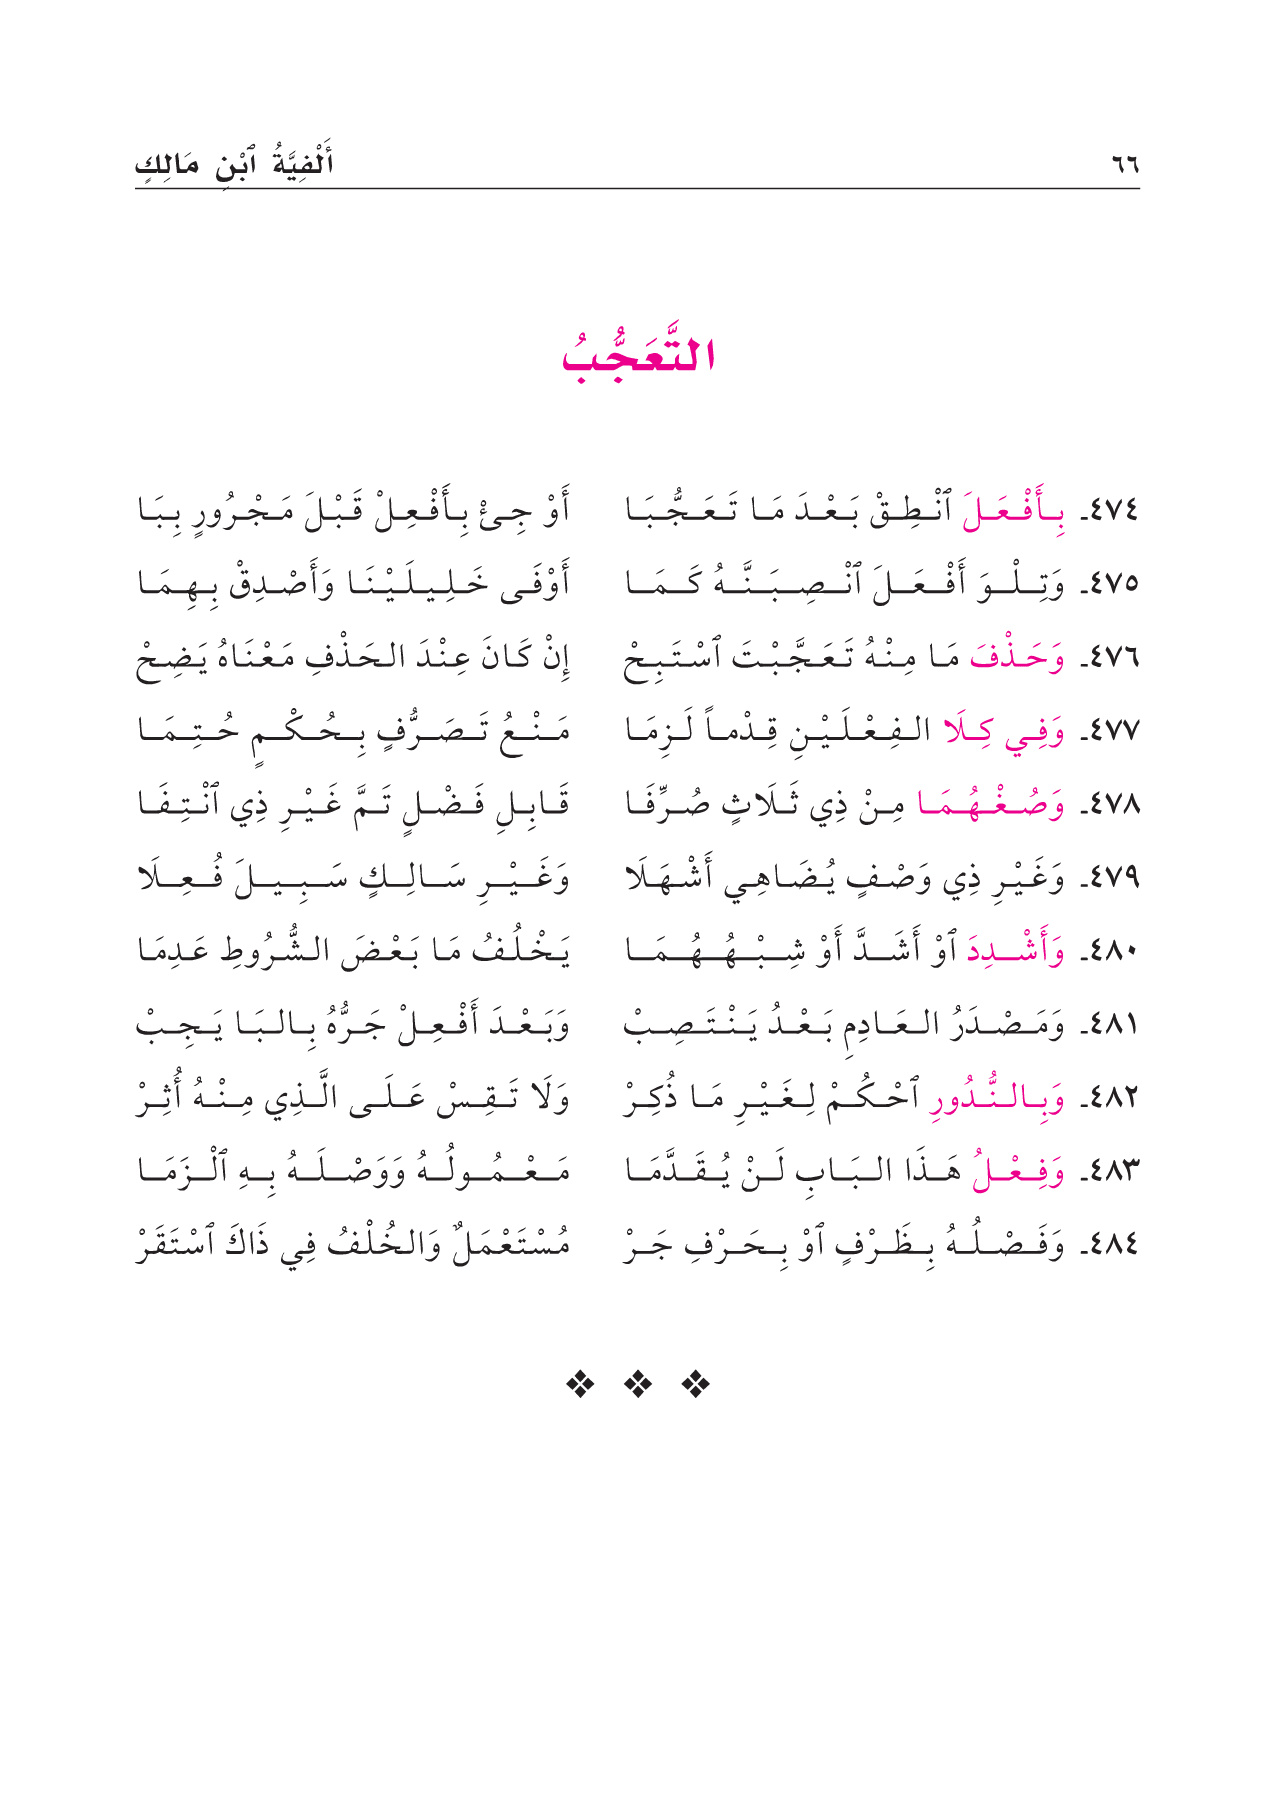 ٦٦ أَلْفِيَّةُ ٱبْنِ مَالِكٍ
التَّعَجُّبُ
٤٧٤ـ بِأَفْعَلَ ٱنْطِقْ بَعْدَ مَا تَعَجُّبَا أَوْ جِئْ بِأَفْعِلْ قَبْلَ مَجْرُورٍ بِبَا
٤٧٥ـ وَتِلْوَ أَفْعَلَ ٱنْصِبَنَّهُ كَمَا أَوْفَى خَلِيلَيْنَا وَأَصْدِقْ بِهِمَا
٤٧٦ـ وَحَذْفَ مَا مِنْهُ تَعَجَّبْتَ ٱسْتَبِحْ إِنْ كَانَ عِنْدَ الحَذْفِ مَعْنَاهُ يَضِحْ
٤٧٧ـ وَفِي كِلَا الفِعْلَيْنِ قِدْماً لَزِمَا مَنْعُ تَصَرُّفٍ بِحُكْمٍ حُتِمَا
٤٧٨ـ وَصُغْهُمَا مِنْ ذِي ثَلَاثٍ صُرِّفَا قَابِلِ فَضْلٍ تَمَّ غَيْرِ ذِي ٱنْتِفَا
٤٧٩ـ وَغَيْرِ ذِي وَصْفٍ يُضَاهِي أَشْهَلَا وَغَيْرِ سَالِكٍ سَبِيلَ فُعِلَا
٤٨٠ـ وَأَشْدِدَ ٱوْ أَشَدَّ أَوْ شِبْهُهُمَا يَخْلُفُ مَا بَعْضَ الشُّرُوطِ عَدِمَا
٤٨١ـ وَمَصْدَرُ العَادِمِ بَعْدُ يَنْتَصِبْ وَبَعْدَ أَفْعِلْ جَرُّهُ بِالبَا يَجِبْ
٤٨٢ـ وَبِالنُّدُورِ ٱحْكُمْ لِغَيْرِ مَا ذُكِرْ وَلَا تَقِسْ عَلَى الَّذِي مِنْهُ أُثِرْ
٤٨٣ـ وَفِعْلُ هَذَا البَابِ لَنْ يُقَدَّمَا مَعْمُولُهُ وَوَصْلَهُ بِهِ ٱلْزَمَا
٤٨٤ـ وَفَصْلُهُ بِظَرْفٍ ٱوْ بِحَرْفِ جَرْ مُسْتَعْمَلٌ وَالخُلْفُ فِي ذَاكَ ٱسْتَقَرْ